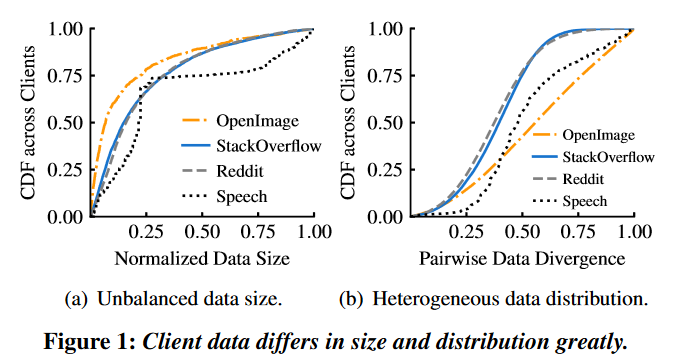 CDF across Clients
1.00
0.75
0.50
0.25
0.00
OpenImage
StackOverflow
Reddit
Speech
0.25 0.50 0.75 1.00
Normalized Data Size
(a) Unbalanced data size.
CDF across Clients
1.00
0.75
0.50
0.25
0.00
OpenImage
StackOverflow
Reddit
Speech
0.25 0.50 0.75 1.00
Pairwise Data Divergence
(b) Heterogeneous data distribution.
Figure 1: Client data differs in size and distribution greatly.